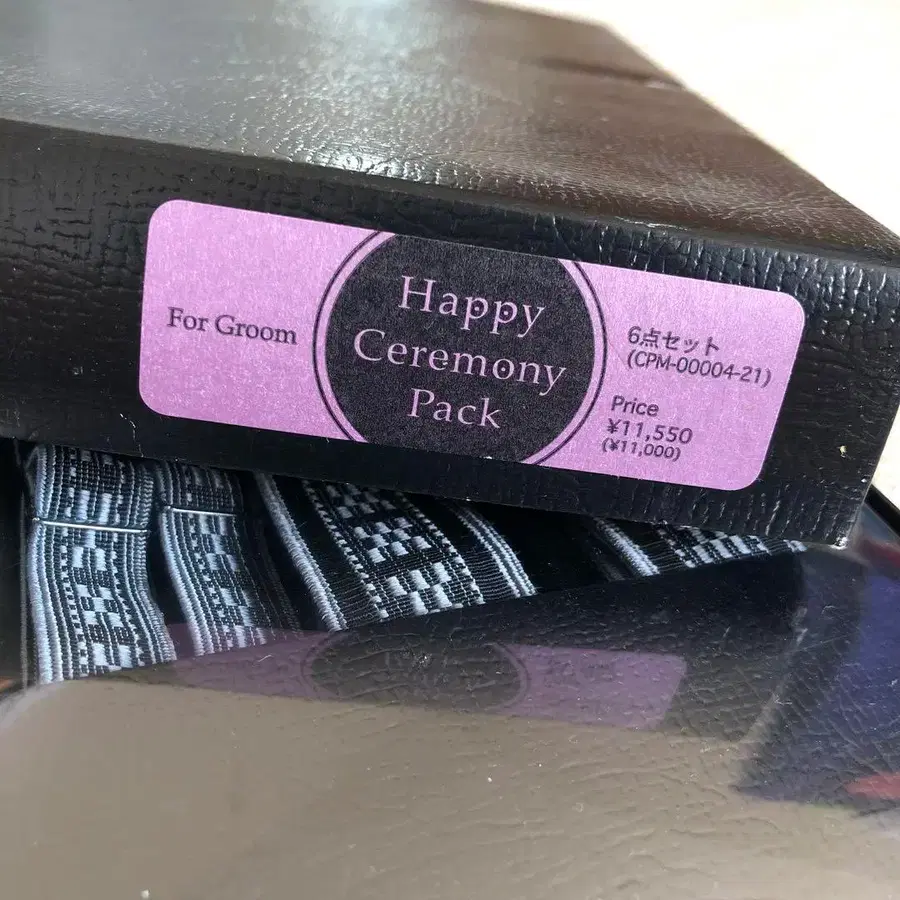 For Groom
Happy
Ceremony
Pack
6点セット
(CPM-00004-21)
Price
¥11,550
(¥11,000)